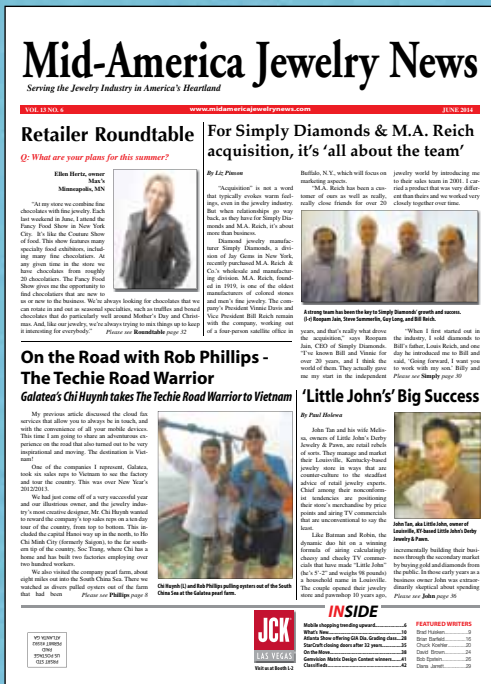 Mid-America Jewelry News
Serving the Jewelry Industry in America's Heartland
VOL 13 NO. 6
www.midamericajewelrynews.com
JUNE 2014
Retailer Roundtable
Q: What are your plans for this summer?
Ellen Hertz, owner
Max's
Minneapolis, MN
"At my store we combine fine
chocolates with fine jewelry. Each
last weekend in June, I attend the
Fancy Food Show in New York
City. It's like the Couture Show
of food. This show features many
specialty food exhibitors, includ-
ing many fine chocolatiers. At
any given time in the store we
have chocolates from roughly
20 chocolatiers. The Fancy Food
Show gives me the opportunity to
find chocolatiers that are new to
us or new to the business. We're always looking for chocolates that we
can rotate in and out as seasonal specialties, such as truffles and boxed
chocolates that do particularly well around Mother's Day and Christ-
mas. And, like our jewelry, we're always trying to mix things up to keep
it interesting for everybody."
Please see Roundtable page 32
For Simply Diamonds & M.A. Reich
acquisition, it's 'all about the team'
By Liz Pinson
"Acquisition" is not a word
that typically evokes warm feel-
ings, even in the jewelry industry.
But when relationships go way
back, as they have for Simply Dia-
monds and M.A. Reich, it's about
more than business.
Diamond jewelry manufac-
turer Simply Diamonds, a divi-
sion of Jay Gems in New York,
recently purchased M.A. Reich &
Co.'s wholesale and manufactur-
ing division. M.A. Reich, found-
ed in 1919, is one of the oldest
manufacturers of colored stones
and men's fine jewelry. The com-
pany's President Vinnie Davis and
Vice President Bill Reich remain
with the company, working out
of a four-person satellite office in
Buffalo, N.Y., which will focus on
marketing aspects.
"M.A. Reich has been a cus-
tomer of ours as well as really,
really close friends for over 20
jewelry world by introducing me
to their sales team in 2001. I car-
ried a product that was very differ-
ent than theirs and we worked very
closely together over time.
A strong team has been the key to Simply Diamonds' growth and success.
(l-r) Roopam Jain, Steve Summerlin, Guy Long, and Bill Reich.
years, and that's really what drove
the acquisition," says Roopam
Jain, CEO of Simply Diamonds.
"I've known Bill and Vinnie for
over 20 years, and I think the
world of them. They actually gave
me my start in the independent
"When I first started out in
the industry, I sold diamonds to
Bill's father, Louis Reich, and one
day he introduced me to Bill and
said, 'Going forward, I want you
to work with my son.' Billy and
Please see Simply page 30
On the Road with Rob Phillips -
The Techie Road Warrior
Galatea's Chi Huynh takes The Techie Road Warrior to Vietnam
My previous article discussed the cloud fax
services that allow you to always be in touch, and
with the convenience of all your mobile devices.
This time I am going to share an adventurous ex-
perience on the road that also turned out to be very
inspirational and moving. The destination is Viet-
nam!
One of the companies I represent, Galatea,
took six sales reps to Vietnam to see the factory
and tour the country. This was over New Year's
2012/2013.
We had just come off of a very successful year
and our illustrious owner, and the jewelry indus-
try's most creative designer, Mr. Chi Huynh wanted
to reward the company's top sales reps on a ten day
tour of the country, from top to bottom. This in-
cluded the capital Hanoi way up in the north, to Ho
Chi Minh City (formerly Saigon), to the far south-
ern tip of the country, Soc Trang, where Chi has a
home and has built two factories employing over
two hundred workers.
We also visited the company pearl farm, about
eight miles out into the South China Sea. There we
watched as divers pulled oysters out of the farm
that had been
Please see Phillips page 8
Chi Huynh (L) and Rob Phillips pulling oysters out of the South
China Sea at the Galatea pearl farm.
'Little John's' Big Success
By Paul Holewa
John Tan and his wife Melis-
sa, owners of Little John's Derby
Jewelry & Pawn, are retail rebels
of sorts. They manage and market
their Louisville, Kentucky-based
jewelry store in ways that are
counter-culture to the steadfast
advice of retail jewelry experts.
Chief among their nonconform-
ist tendencies are positioning
their store's merchandise by price
points and airing TV commercials
that are unconventional to say the
least.
Like Batman and Robin, the
dynamic duo hit on a winning
formula of airing calculatingly
cheesy and cheeky TV commer-
cials that have made "Little John"
(he's 5'-2" and weighs 98 pounds)
a household name in Louisville.
The couple opened their jewelry
store and pawnshop 10 years ago,
John Tan, aka Little John, owner of
Louisville, KY-based Little John's Derby
Jewelry & Pawn.
incrementally building their busi-
ness through the secondary market
by buying gold and diamonds from
the public. In those early years as a
business owner John was extraor-
dinarily skeptical about spending
Please see John page 36
PRSRT STD
US POSTAGE
PAID
PERMIT #1351
ATLANTA GA
JCK
LAS VEGAS
Visit us at Booth L-2
INSIDE
Mobile shopping trending upward 6
What's New 10
Atlanta Show offering GIA Dia. Grading class 28
StarCraft closing doors after 32 years 35
On the Move 38
Gemvision Matrix Design Contest winners 41
Classifieds 42
FEATURED WRITERS
Brad Huisken 9
Brian Barfield 16
Chuck Koehler 20
David Brown 24
Bob Epstein 26
Diana Jarrett 29